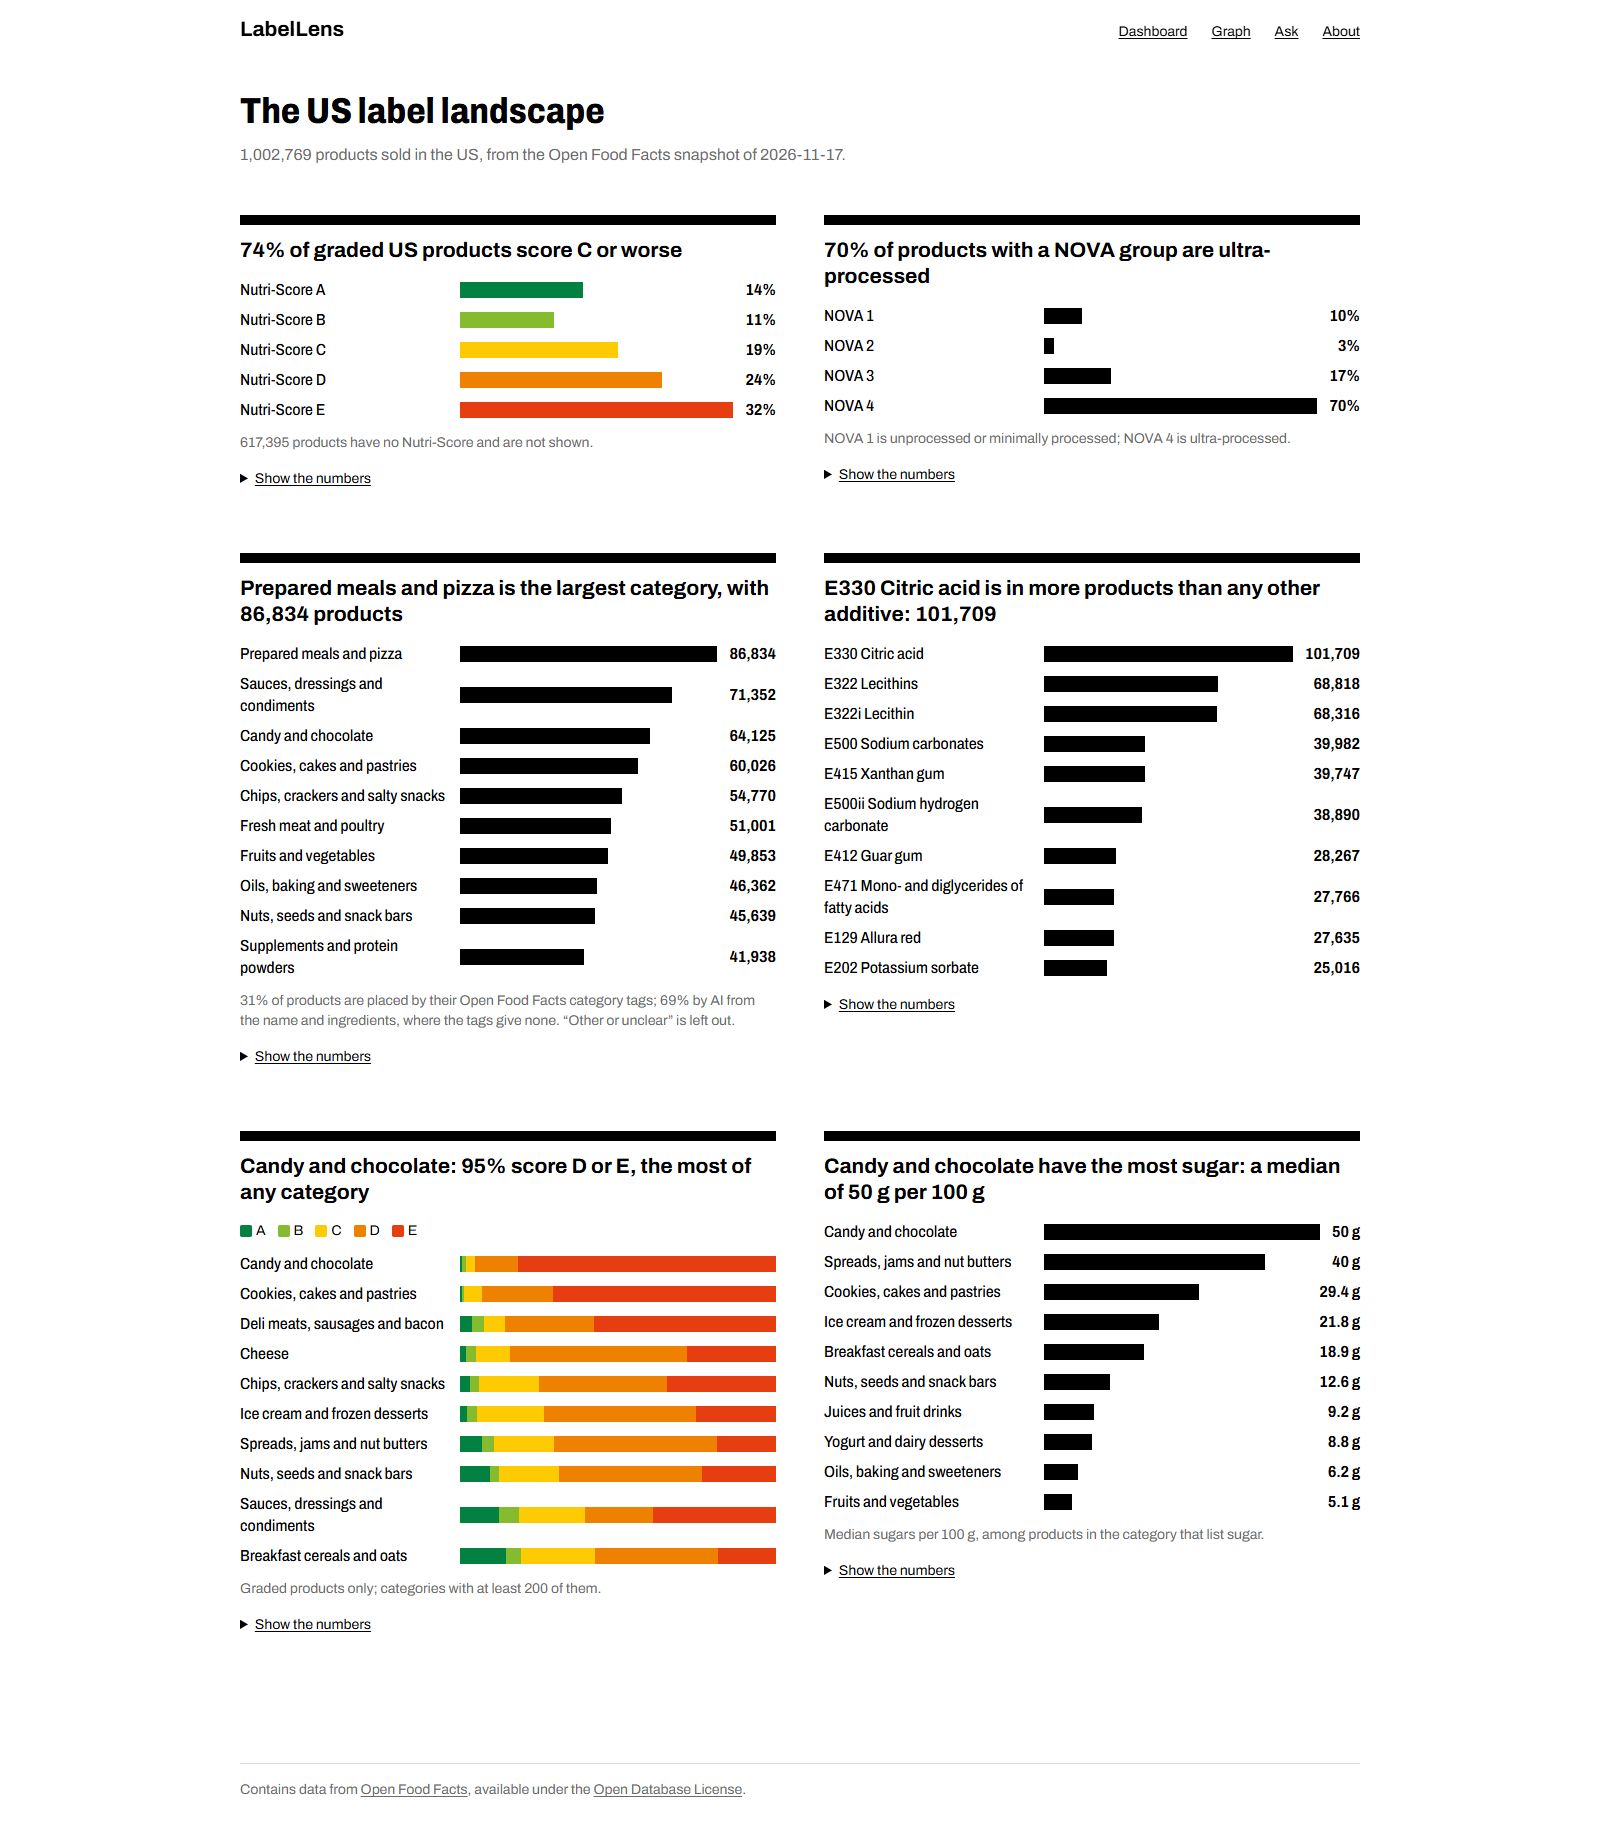 LabelLens
Dashboard Graph Ask About
The US label landscape
1,002,769 products sold in the US, from the Open Food Facts snapshot of 2026-11-17.
74% of graded US products score C or worse
Nutri-Score A 14%
Nutri-Score B 11%
Nutri-Score C 19%
Nutri-Score D 24%
Nutri-Score E 32%
617,395 products have no Nutri-Score and are not shown.
Show the numbers
70% of products with a NOVA group are ultra-
processed
NOVA 1 10%
NOVA 2 3%
NOVA 3 17%
NOVA 4 70%
NOVA 1 is unprocessed or minimally processed; NOVA 4 is ultra-processed.
Show the numbers
Prepared meals and pizza is the largest category, with
86,834 products
Prepared meals and pizza 86,834
Sauces, dressings and
condiments 71,352
Candy and chocolate 64,125
Cookies, cakes and pastries 60,026
Chips, crackers and salty snacks 54,770
Fresh meat and poultry 51,001
Fruits and vegetables 49,853
Oils, baking and sweeteners 46,362
Nuts, seeds and snack bars 45,639
Supplements and protein
powders 41,938
31% of products are placed by their Open Food Facts category tags; 69% by AI from
the name and ingredients, where the tags give none. “Other or unclear” is left out.
Show the numbers
E330 Citric acid is in more products than any other
additive: 101,709
E330 Citric acid 101,709
E322 Lecithins 68,818
E322i Lecithin 68,316
E500 Sodium carbonates 39,982
E415 Xanthan gum 39,747
E500ii Sodium hydrogen
carbonate 38,890
E412 Guar gum 28,267
E471 Mono- and diglycerides of
fatty acids 27,766
E129 Allura red 27,635
E202 Potassium sorbate 25,016
Show the numbers
Candy and chocolate: 95% score D or E, the most of
any category
A B C D E
Candy and chocolate
Cookies, cakes and pastries
Deli meats, sausages and bacon
Cheese
Chips, crackers and salty snacks
Ice cream and frozen desserts
Spreads, jams and nut butters
Nuts, seeds and snack bars
Sauces, dressings and
condiments
Breakfast cereals and oats
Graded products only; categories with at least 200 of them.
Show the numbers
Candy and chocolate have the most sugar: a median
of 50 g per 100 g
Candy and chocolate 50 g
Spreads, jams and nut butters 40 g
Cookies, cakes and pastries 29.4 g
Ice cream and frozen desserts 21.8 g
Breakfast cereals and oats 18.9 g
Nuts, seeds and snack bars 12.6 g
Juices and fruit drinks 9.2 g
Yogurt and dairy desserts 8.8 g
Oils, baking and sweeteners 6.2 g
Fruits and vegetables 5.1 g
Median sugars per 100 g, among products in the category that list sugar.
Show the numbers
Contains data from Open Food Facts, available under the Open Database License.